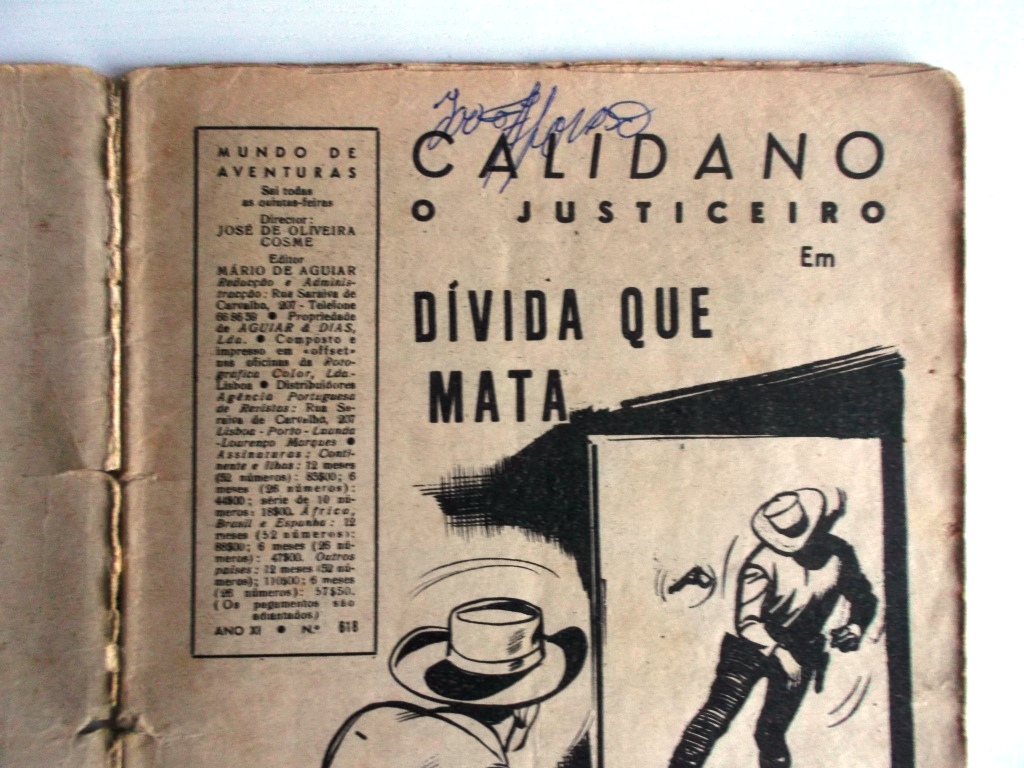 MUNDO DE
AVENTURAS
Sai todas
as quintas-feiras
Director:
JOSÉ DE OLIVEIRA
COSME
Editor
MÁRIO DE AGUIAR
Redacção e Adminis-
tracção: Rua Saraiva de
Carvalho, 207 - Telefone
66 86 39 ● Propriedade
de AGUIAR & DIAS,
Lda. ● Composto e
impresso em «offset»
nas oficinas da Foto-
gráfica Color, Lda.-
Lisboa ● Distribuidores
Agência Portuguesa
de Revistas: Rua Sa-
raiva de Carvalho, 207
Lisboa - Porto - Luanda
-Lourenço Marques ●
Assinaturas: Conti-
nente e Ilhas: 12 meses
(52 números): 85$00; 6
meses (26 números):
44$00; série de 10 nú-
meros: 18$00. África,
Brasil e Espanha: 12
meses (52 números):
88$00; 6 meses (26 nú-
meros): 47$00. Outros
países: 12 meses (52 nú-
meros); 110$00; 6 meses
(26 números): 57$50.
(Os pagamentos são
adiantados)
ANO XI ● N.º 618
CALIDANO
O JUSTICEIRO
Em
DÍVIDA QUE
MATA